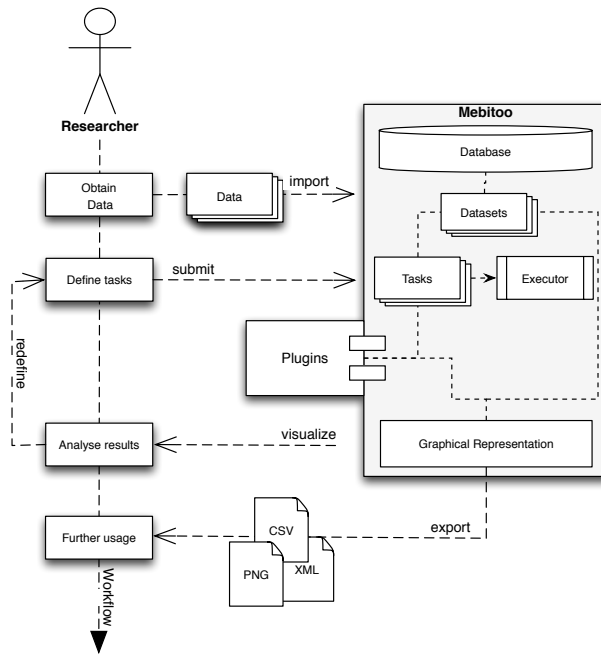 Researcher
Mebitoo
Database
Obtain
Data
Data
import
Datasets
Define tasks
submit
Tasks
Executor
redefine
Plugins
Analyse results
visualize
Graphical Representation
Further usage
CSV
PNG
XML
export
Workflow